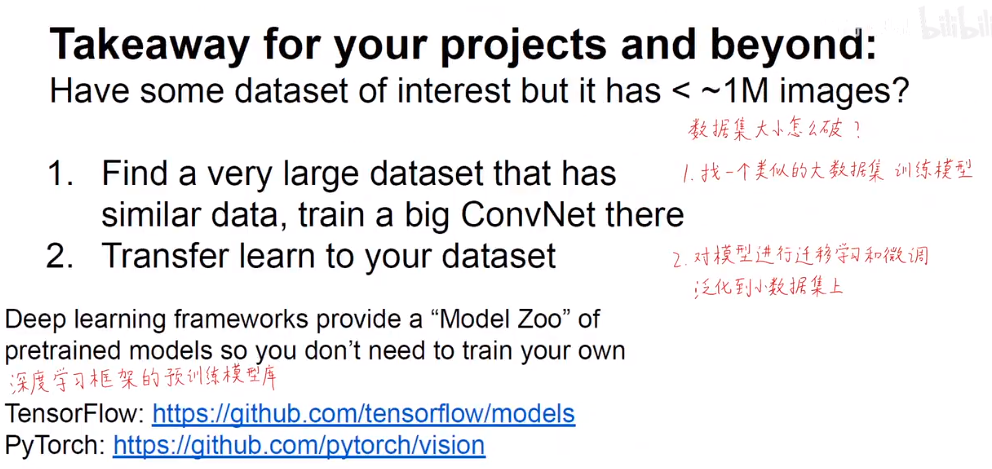 Takeaway for your projects and beyond:
Have some dataset of interest but it has < ~1M images?
数据集大小怎么破？
1. Find a very large dataset that has
similar data, train a big ConvNet there
1. 找一个类似的大数据集 训练模型
2. Transfer learn to your dataset
2. 对模型进行迁移学习和微调
泛化到小数据集上
Deep learning frameworks provide a “Model Zoo” of
pretrained models so you don’t need to train your own
深度学习框架的预训练模型库
TensorFlow: https://github.com/tensorflow/models
PyTorch: https://github.com/pytorch/vision